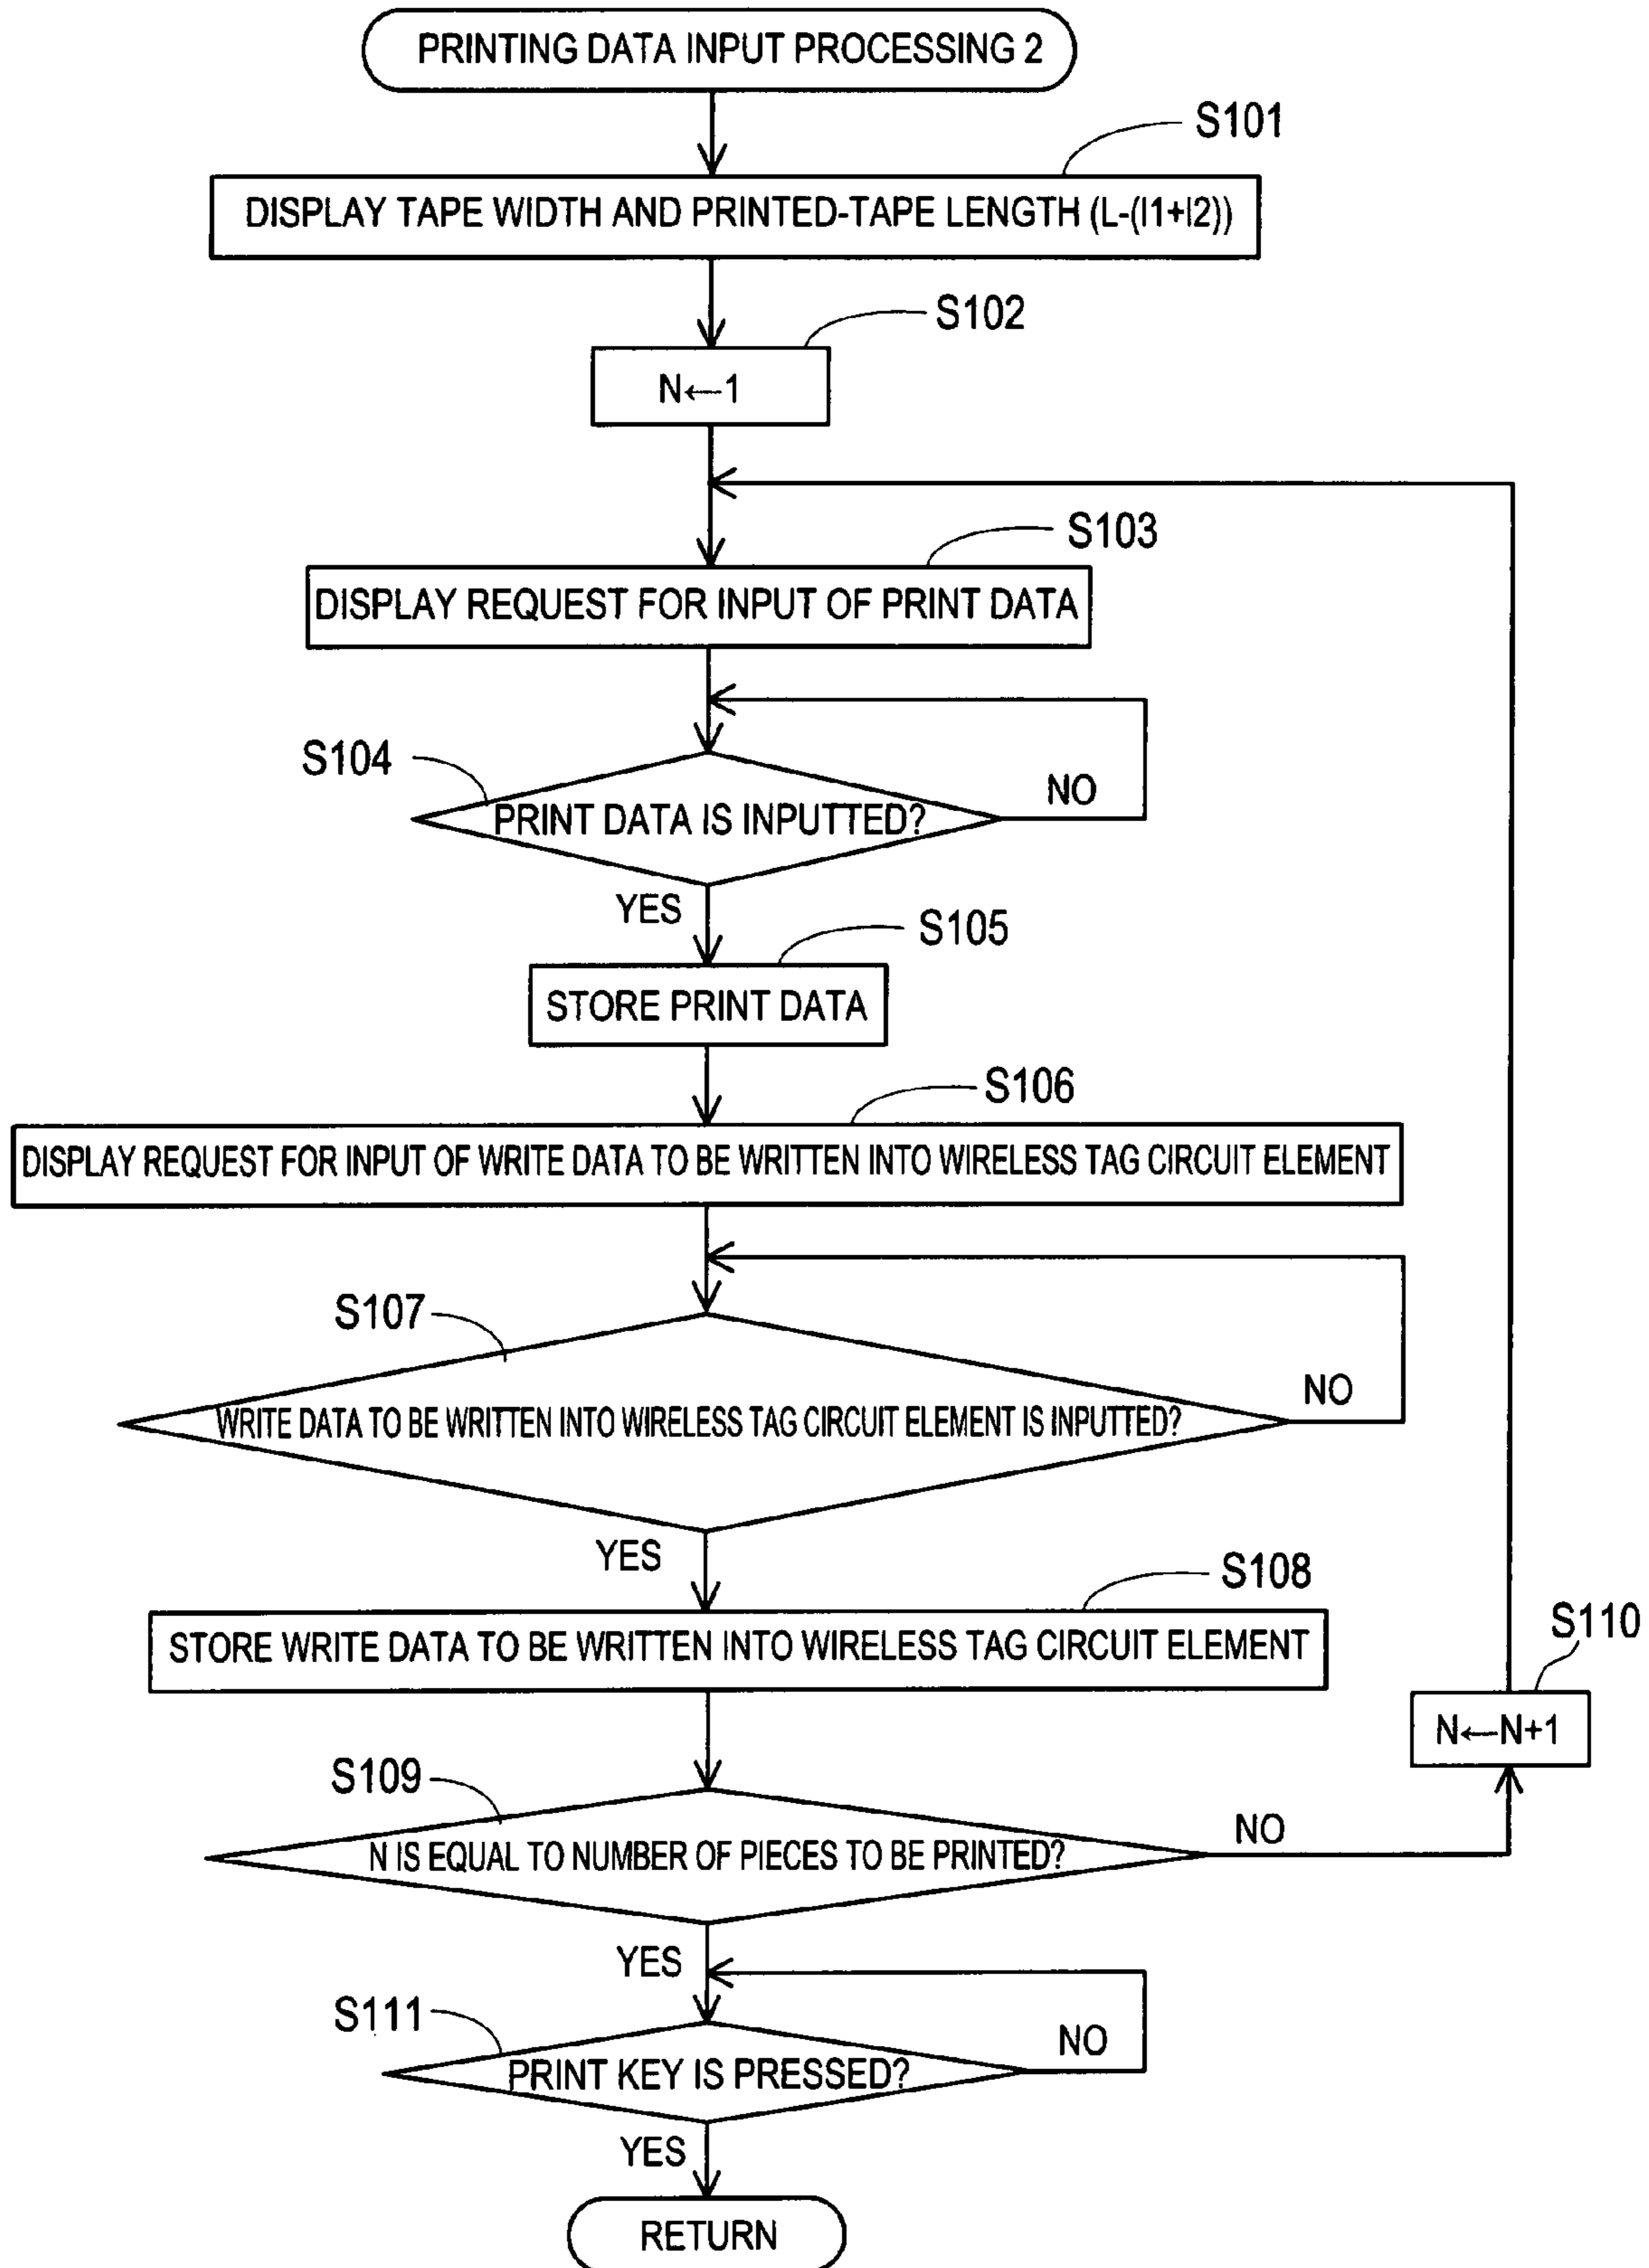 PRINTING DATA INPUT PROCESSING 2
S101
DISPLAY TAPE WIDTH AND PRINTED-TAPE LENGTH (L-(l1+l2))
S102
N←1
S103
DISPLAY REQUEST FOR INPUT OF PRINT DATA
S104
NO
PRINT DATA IS INPUTTED?
YES
S105
STORE PRINT DATA
S106
DISPLAY REQUEST FOR INPUT OF WRITE DATA TO BE WRITTEN INTO WIRELESS TAG CIRCUIT ELEMENT
S107
NO
WRITE DATA TO BE WRITTEN INTO WIRELESS TAG CIRCUIT ELEMENT IS INPUTTED?
YES
S108
STORE WRITE DATA TO BE WRITTEN INTO WIRELESS TAG CIRCUIT ELEMENT
S110
N←N+1
S109
NO
N IS EQUAL TO NUMBER OF PIECES TO BE PRINTED?
YES
S111
NO
PRINT KEY IS PRESSED?
YES
RETURN